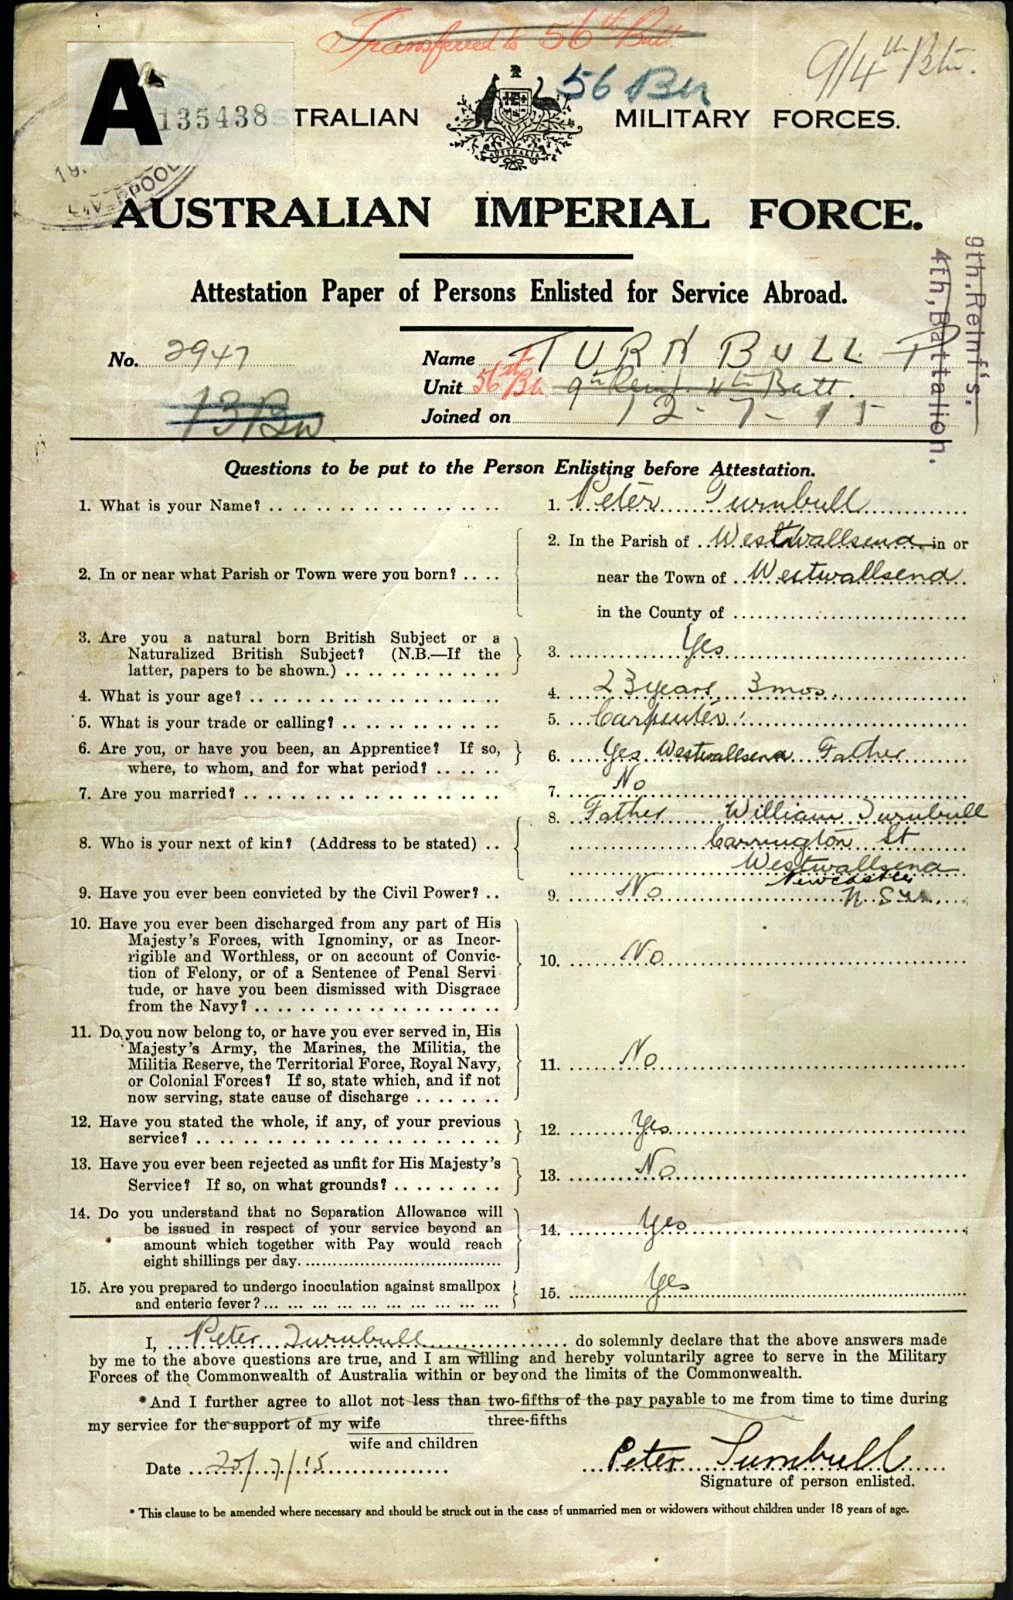 Transferred to 56th Batt.
9/4th Btn.
56 Bn
A
135438
TRALIAN MILITARY FORCES.
19.
LIVERPOOL
AUSTRALIAN IMPERIAL FORCE.
Attestation Paper of Persons Enlisted for Service Abroad.
9th, Reinf's.
4th, Battalion.
No. 2947 Name TURNBULL P
Unit 56th Bn 9th Reinf. 4th Batt.
13 Bn Joined on 12-7-15
Questions to be put to the Person Enlisting before Attestation.
1. What is your Name? 1. Peter Turnbull
2. In or near what Parish or Town were you born? 2. In the Parish of Westwallsend in or
near the Town of Westwallsend
in the County of
3. Are you a natural born British Subject or a
Naturalized British Subject? (N.B.—If the 3. Yes
latter, papers to be shown.)
4. What is your age? 4. 23 years 3 mos.
5. What is your trade or calling? 5. Carpenter
6. Are you, or have you been, an Apprentice? If so, 6. Yes Westwallsend Father
where, to whom, and for what period?
7. Are you married? 7. No
8. Who is your next of kin? (Address to be stated) 8. Father William Turnbull
Carrington St
Westwallsend
Newcastle
N.S.W.
9. Have you ever been convicted by the Civil Power? 9. No
10. Have you ever been discharged from any part of His
Majesty's Forces, with Ignominy, or as Incor-
rigible and Worthless, or on account of Convic-
tion of Felony, or of a Sentence of Penal Servi
tude, or have you been dismissed with Disgrace
from the Navy? 10. No
11. Do you now belong to, or have you ever served in, His
Majesty's Army, the Marines, the Militia, the
Militia Reserve, the Territorial Force, Royal Navy,
or Colonial Forces? If so, state which, and if not
now serving, state cause of discharge 11. No
12. Have you stated the whole, if any, of your previous
service? 12. Yes
13. Have you ever been rejected as unfit for His Majesty's
Service? If so, on what grounds? 13. No
14. Do you understand that no Separation Allowance will
be issued in respect of your service beyond an
amount which together with Pay would reach
eight shillings per day. 14. Yes
15. Are you prepared to undergo inoculation against smallpox
and enteric fever? 15. Yes
I, Peter Turnbull do solemnly declare that the above answers made
by me to the above questions are true, and I am willing and hereby voluntarily agree to serve in the Military
Forces of the Commonwealth of Australia within or beyond the limits of the Commonwealth.
*And I further agree to allot not less than two-fifths of the pay payable to me from time to time during
three-fifths
my service for the support of my wife
wife and children
Date 20/7/15 Peter Turnbull
Signature of person enlisted.
* This clause to be amended where necessary and should be struck out in the case of unmarried men or widowers without children under 18 years of age.